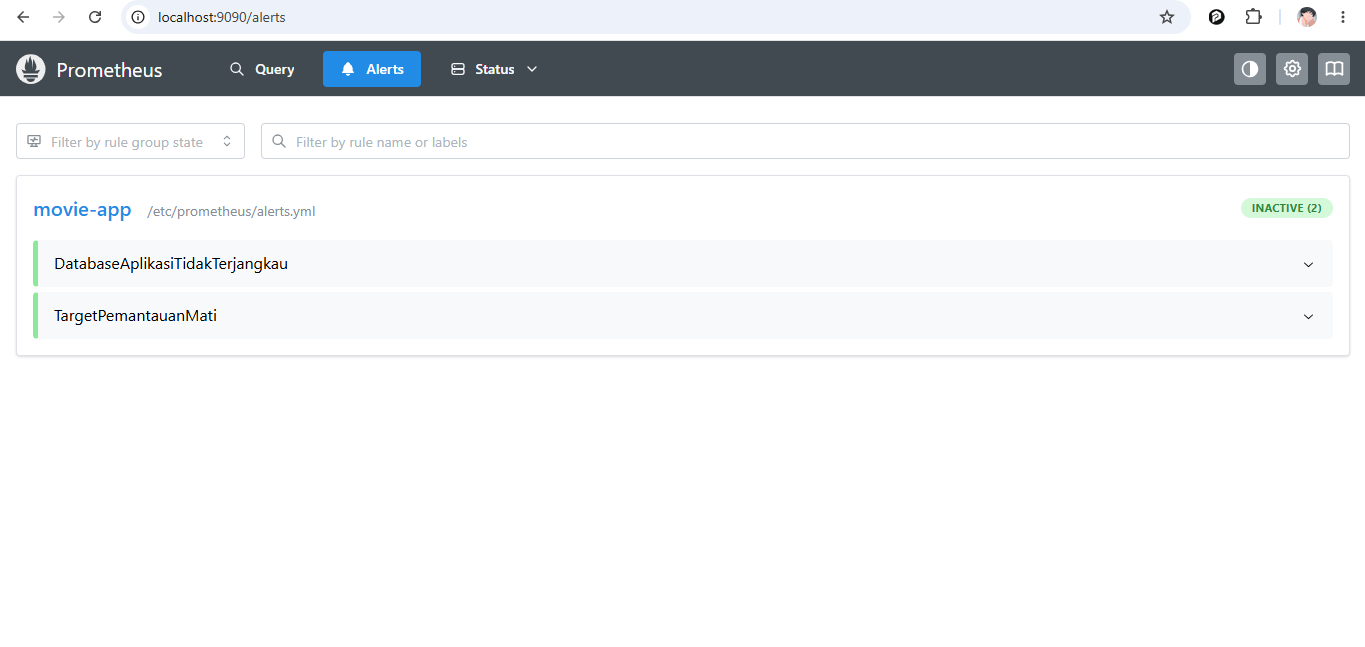 localhost:9090/alerts
Prometheus Query Alerts Status
Filter by rule group state Filter by rule name or labels
movie-app /etc/prometheus/alerts.yml INACTIVE (2)
DatabaseAplikasiTidakTerjangkau
TargetPemantauanMati